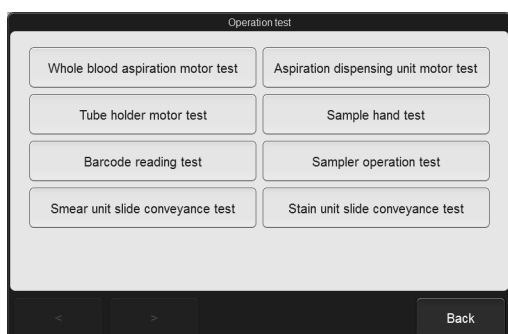 Operation test
Whole blood aspiration motor test
Aspiration dispensing unit motor test
Tube holder motor test
Sample hand test
Barcode reading test
Sampler operation test
Smear unit slide conveyance test
Stain unit slide conveyance test
<
>
Back